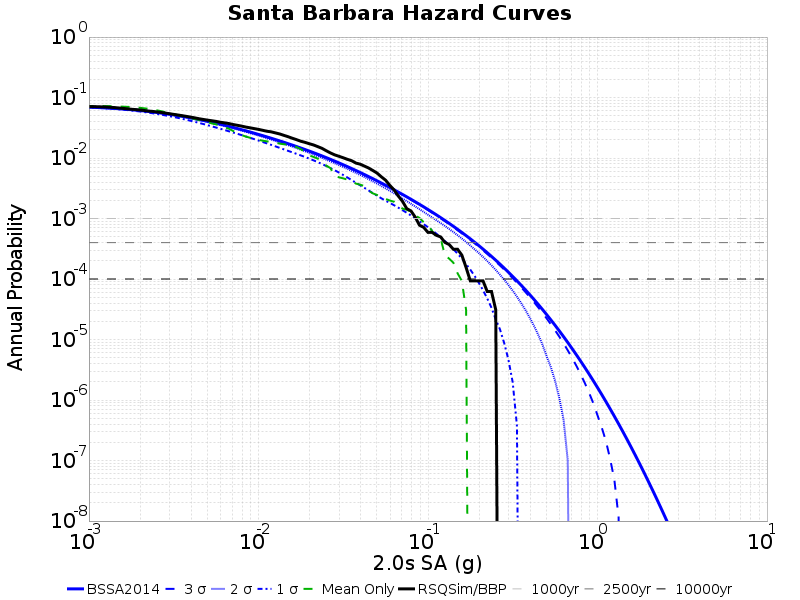 Santa Barbara Hazard Curves
10^0
10^-1
10^-2
10^-3
10^-4
10^-5
10^-6
10^-7
10^-8
Annual Probability
10^-3 10^-2 10^-1 10^0 10^1
2.0s SA (g)
BSSA2014 3 σ 2 σ 1 σ Mean Only RSQSim/BBP 1000yr 2500yr 10000yr